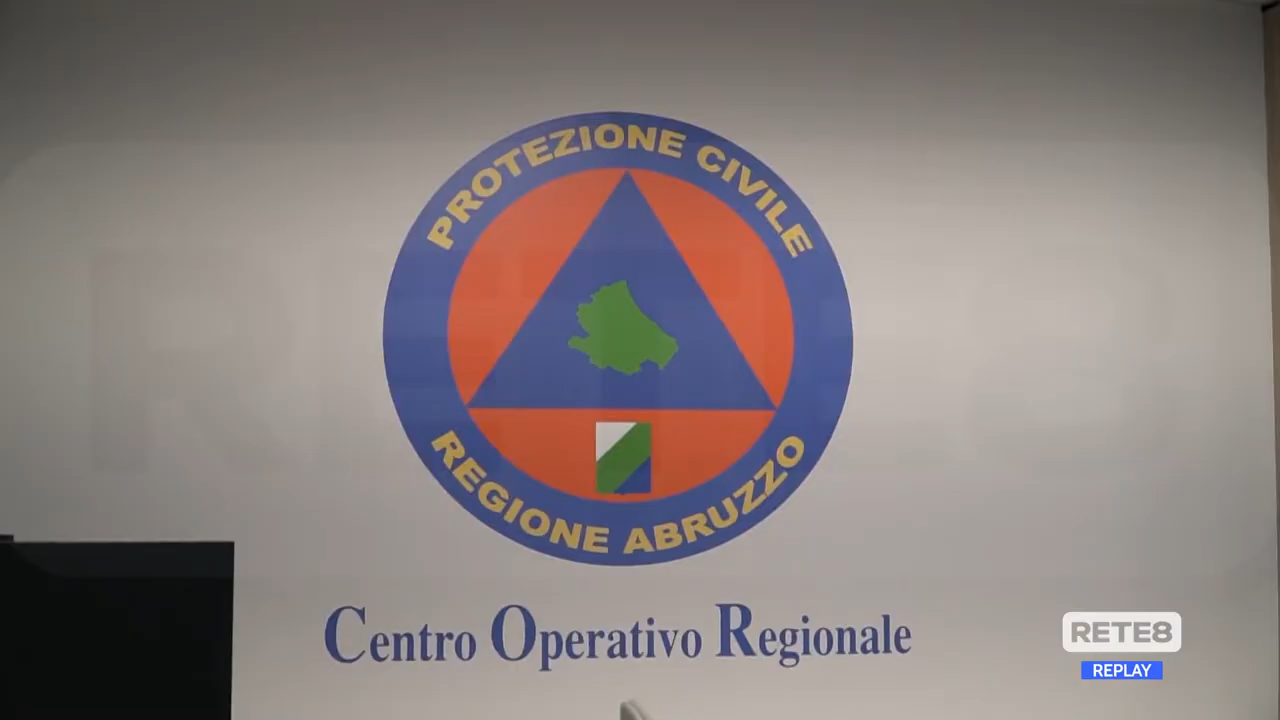 PROTEZIONE CIVILE
REGIONE ABRUZZO
Centro Operativo Regionale
RETE8
REPLAY